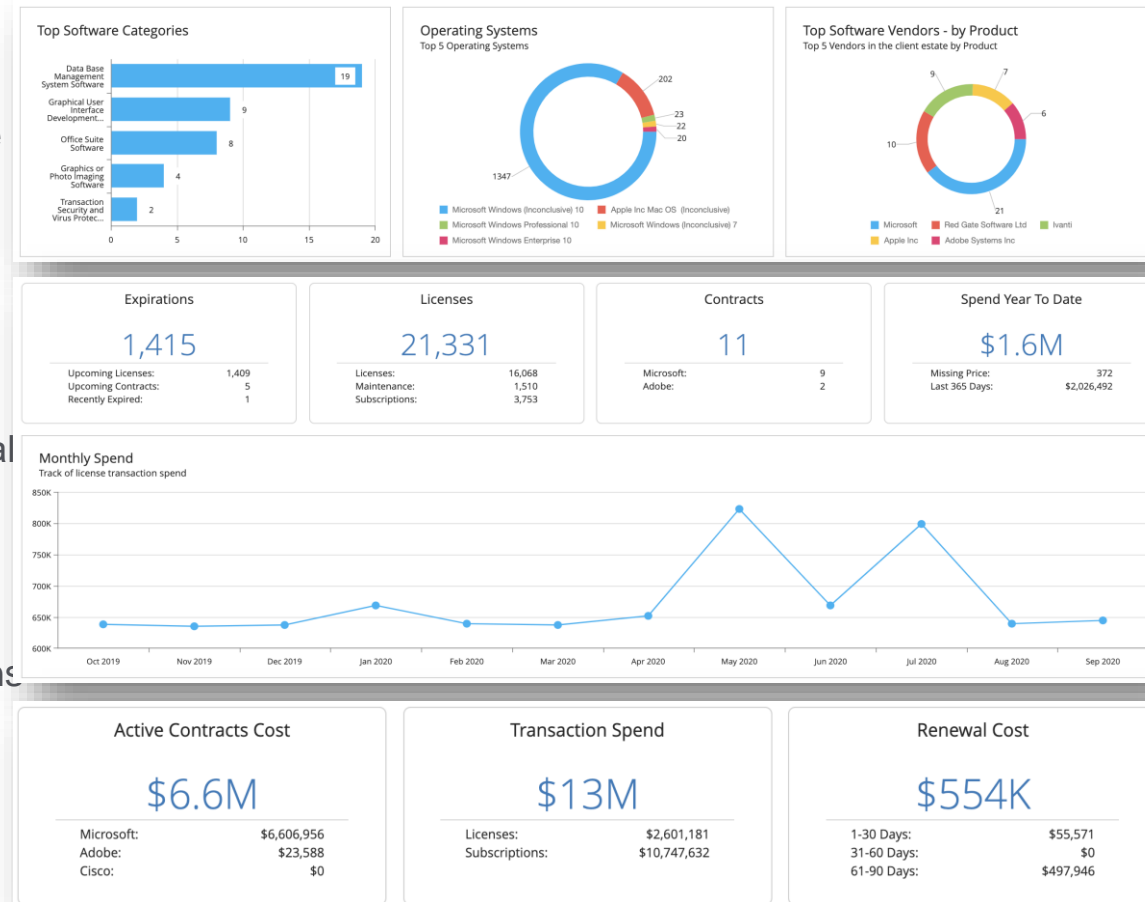 Top Software Categories
Data Base
Management
System Software
19
Graphical User
Interface
Development...
9
Office Suite
Software
8
Graphics or
Photo Imaging
Software
4
Transaction
Security and
Virus Protec...
2
0 5 10 15 20
Operating Systems
Top 5 Operating Systems
202
23
22
20
1347
Microsoft Windows (Inconclusive) 10 Apple Inc Mac OS (Inconclusive)
Microsoft Windows Professional 10 Microsoft Windows (Inconclusive) 7
Microsoft Windows Enterprise 10
Top Software Vendors - by Product
Top 5 Vendors in the client estate by Product
9 7
6
10
21
Microsoft Red Gate Software Ltd Ivanti
Apple Inc Adobe Systems Inc
Expirations
1,415
Upcoming Licenses: 1,409
Upcoming Contracts: 5
Recently Expired: 1
Licenses
21,331
Licenses: 16,068
Maintenance: 1,510
Subscriptions: 3,753
Contracts
11
Microsoft: 9
Adobe: 2
Spend Year To Date
$1.6M
Missing Price: 372
Last 365 Days: $2,026,492
al
Monthly Spend
Track of license transaction spend
850K
800K
750K
700K
650K
600K
Oct 2019 Nov 2019 Dec 2019 Jan 2020 Feb 2020 Mar 2020 Apr 2020 May 2020 Jun 2020 Jul 2020 Aug 2020 Sep 2020
ns
Active Contracts Cost
$6.6M
Microsoft: $6,606,956
Adobe: $23,588
Cisco: $0
Transaction Spend
$13M
Licenses: $2,601,181
Subscriptions: $10,747,632
Renewal Cost
$554K
1-30 Days: $55,571
31-60 Days: $0
61-90 Days: $497,946